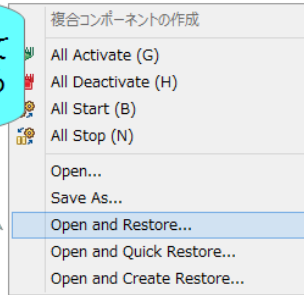 複合コンポーネントの作成
て
All Activate (G)
All Deactivate (H)
All Start (B)
All Stop (N)
Open...
Save As...
Open and Restore...
Open and Quick Restore...
Open and Create Restore...